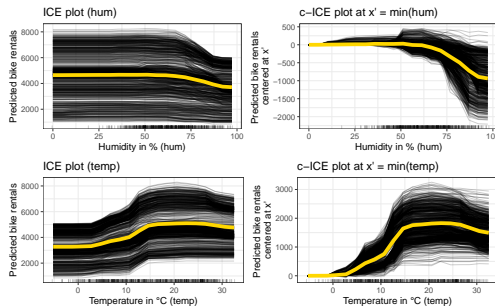 ICE plot (hum)
Predicted bike rentals
8000
6000
4000
2000
0
25
50
75
100
Humidity in % (hum)
c-ICE plot at x' = min(hum)
Predicted bike rentals
centered at x'
500
0
−500
−1000
−1500
−2000
0
25
50
75
100
Humidity in % (hum)
ICE plot (temp)
Predicted bike rentals
8000
6000
4000
2000
0
10
20
30
Temperature in °C (temp)
c-ICE plot at x' = min(temp)
Predicted bike rentals
centered at x'
3000
2000
1000
0
0
10
20
30
Temperature in °C (temp)